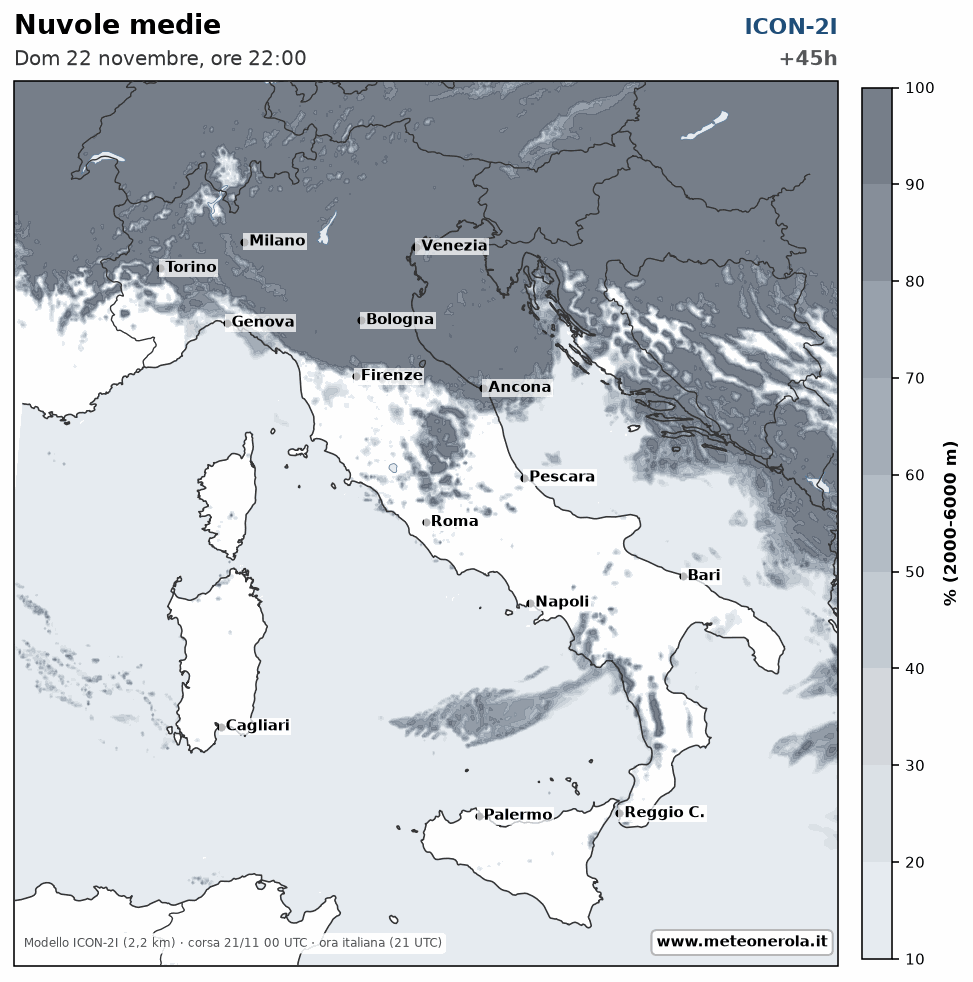 Nuvole medie
ICON-2I
Dom 22 novembre, ore 22:00
+45h
100
90
80
70
60
50
40
30
20
10
% (2000-6000 m)
Milano
Venezia
Torino
Genova
Bologna
Firenze
Ancona
Pescara
Roma
Bari
Napoli
Cagliari
Palermo
Reggio C.
Modello ICON-2I (2,2 km) · corsa 21/11 00 UTC · ora italiana (21 UTC)
www.meteonerola.it